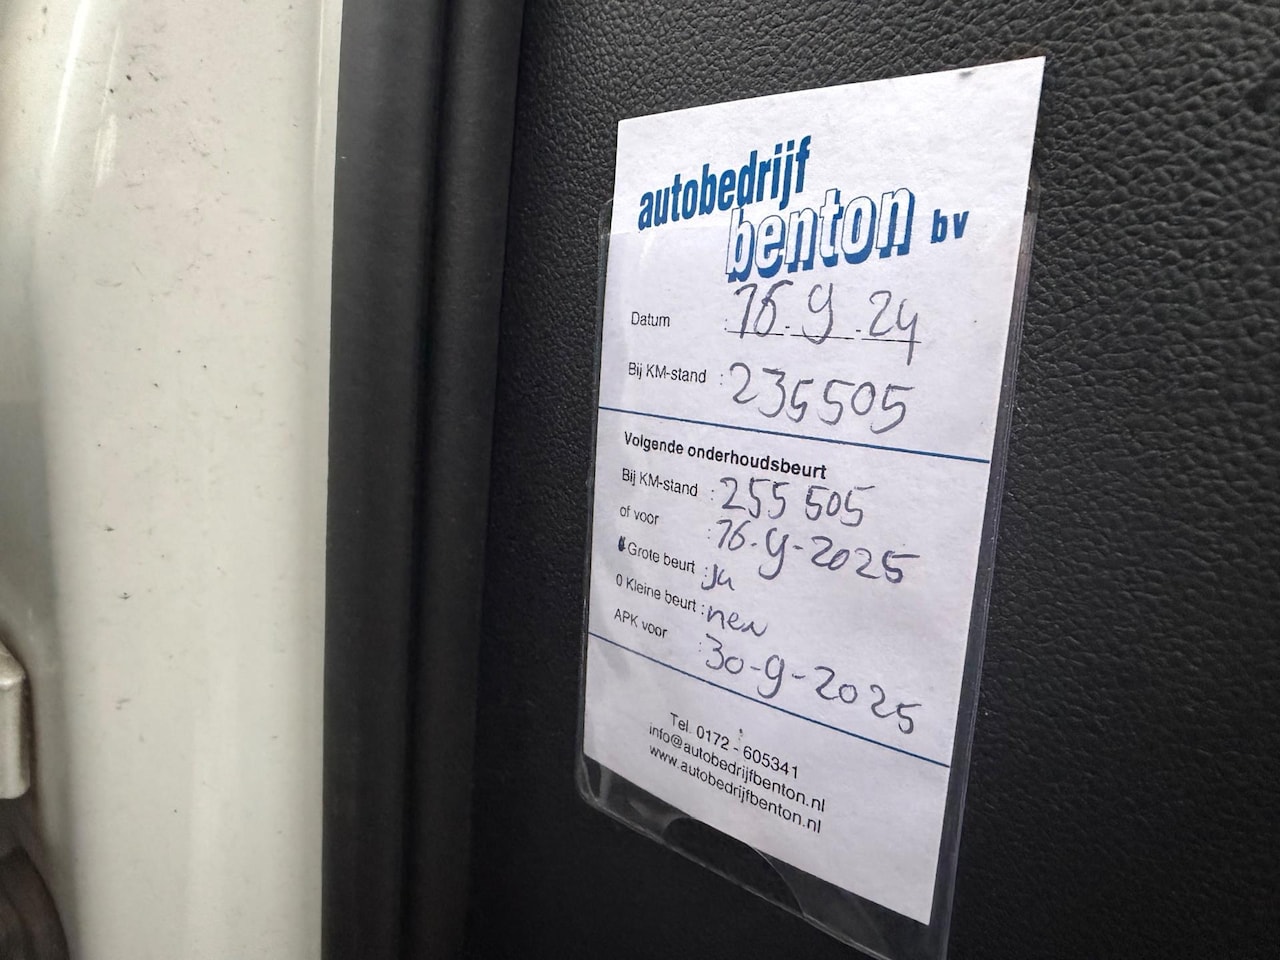 autobedrijf
benton bv
Datum : 16.9.24
Bij KM-stand : 235505
Volgende onderhoudsbeurt
Bij KM-stand : 255 505
of voor : 16-9-2025
Grote beurt : ja
0 Kleine beurt : nee
APK voor : 30-9-2025
Tel. 0172 - 605341
info@autobedrijfbenton.nl
www.autobedrijfbenton.nl